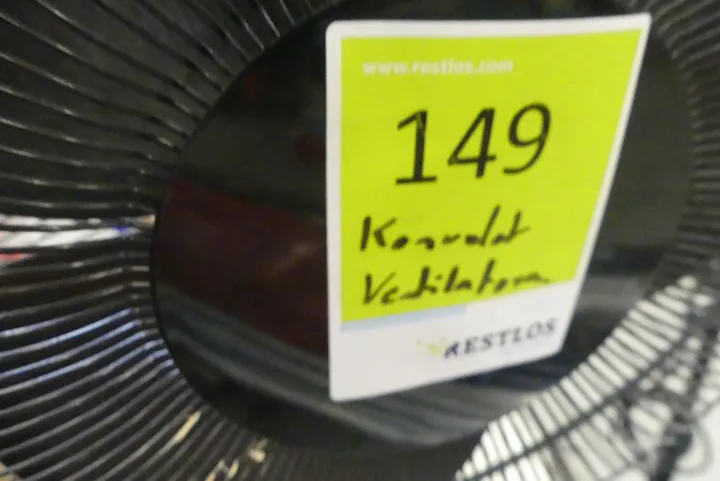 www.restlos.com
149
Konvolut
Ventilatoren
RESTLOS